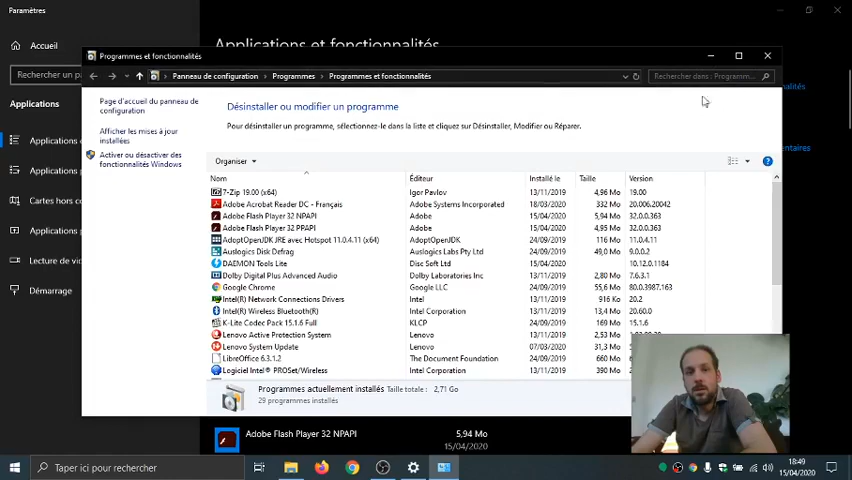 Paramètres
Accueil
Applications et fonctionnalités
Programmes et fonctionnalités
Rechercher un
Panneau de configuration > Programmes > Programmes et fonctionnalités
Rechercher dans : Programm...
nalités
Applications
Page d'accueil du panneau de
configuration
Désinstaller ou modifier un programme
Afficher les mises à jour
installées
Pour désinstaller un programme, sélectionnez-le dans la liste et cliquez sur Désinstaller, Modifier ou Réparer.
Applications
entaires
Activer ou désactiver des
fonctionnalités Windows
Organiser
Applications
Nom Éditeur Installé le Taille Version
7-Zip 19.00 (x64) Igor Pavlov 13/11/2019 4,96 Mo 19.00
Cartes hors c
Adobe Acrobat Reader DC - Français Adobe Systems Incorporated 18/03/2020 332 Mo 20.006.20042
Adobe Flash Player 32 NPAPI Adobe 15/04/2020 5,94 Mo 32.0.0.363
Applications
Adobe Flash Player 32 PPAPI Adobe 15/04/2020 4,95 Mo 32.0.0.363
AdoptOpenJDK JRE avec Hotspot 11.0.4.11 (x64) AdoptOpenJDK 24/09/2019 116 Mo 11.0.4.11
Auslogics Disk Defrag Auslogics Labs Pty Ltd 24/09/2019 49,0 Mo 9.0.0.2
Lecture de vi
DAEMON Tools Lite Disc Soft Ltd 15/04/2020 10.12.0.1184
Dolby Digital Plus Advanced Audio Dolby Laboratories Inc 13/11/2019 2,80 Mo 7.6.3.1
Démarrage
Google Chrome Google LLC 24/09/2019 55,6 Mo 80.0.3987.163
Intel(R) Network Connections Drivers Intel 13/11/2019 916 Ko 20.2
Intel(R) Wireless Bluetooth(R) Intel Corporation 13/11/2019 13,4 Mo 20.60.0
K-Lite Codec Pack 15.1.6 Full KLCP 24/09/2019 169 Mo 15.1.6
Lenovo Active Protection System Lenovo 13/11/2019 2,53 Mo
Lenovo System Update Lenovo 07/03/2020 31,3 Mo
LibreOffice 6.3.1.2 The Document Foundation 24/09/2019 660
Logiciel Intel® PROSet/Wireless Intel Corporation 13/11/2019 390 Mo
Programmes actuellement installés Taille totale : 2,71 Go
29 programmes installés
Adobe Flash Player 32 NPAPI 5,94 Mo
15/04/2020
Taper ici pour rechercher
18:49
15/04/2020